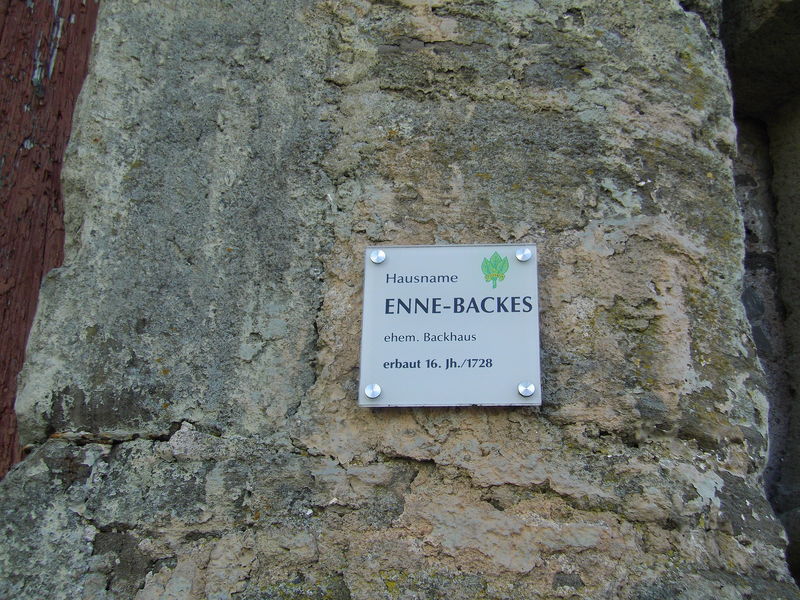 Hausname
ENNE-BACKES
ehem. Backhaus
erbaut 16. Jh./1728